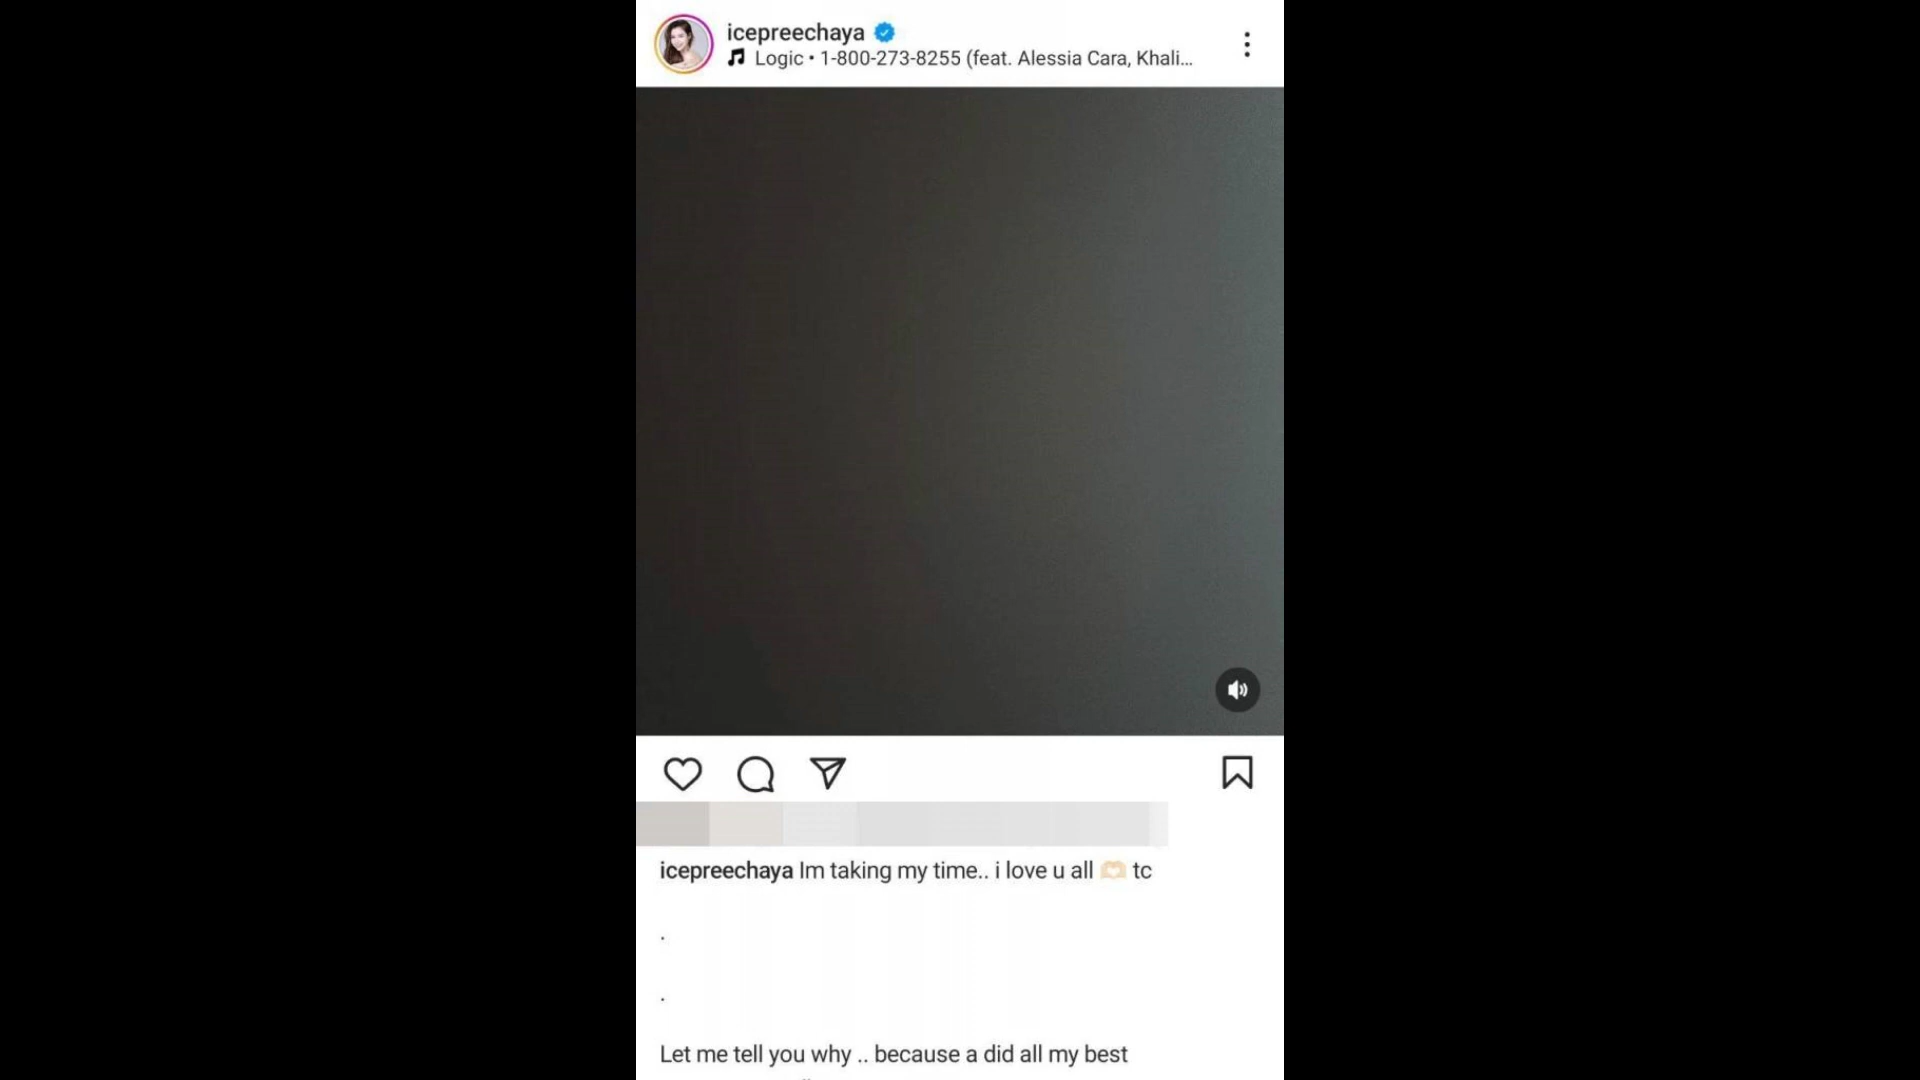 icepreechaya
Logic • 1-800-273-8255 (feat. Alessia Cara, Khali...
icepreechaya Im taking my time.. i love u all 🫶🏻 tc
.
.
Let me tell you why .. because a did all my best